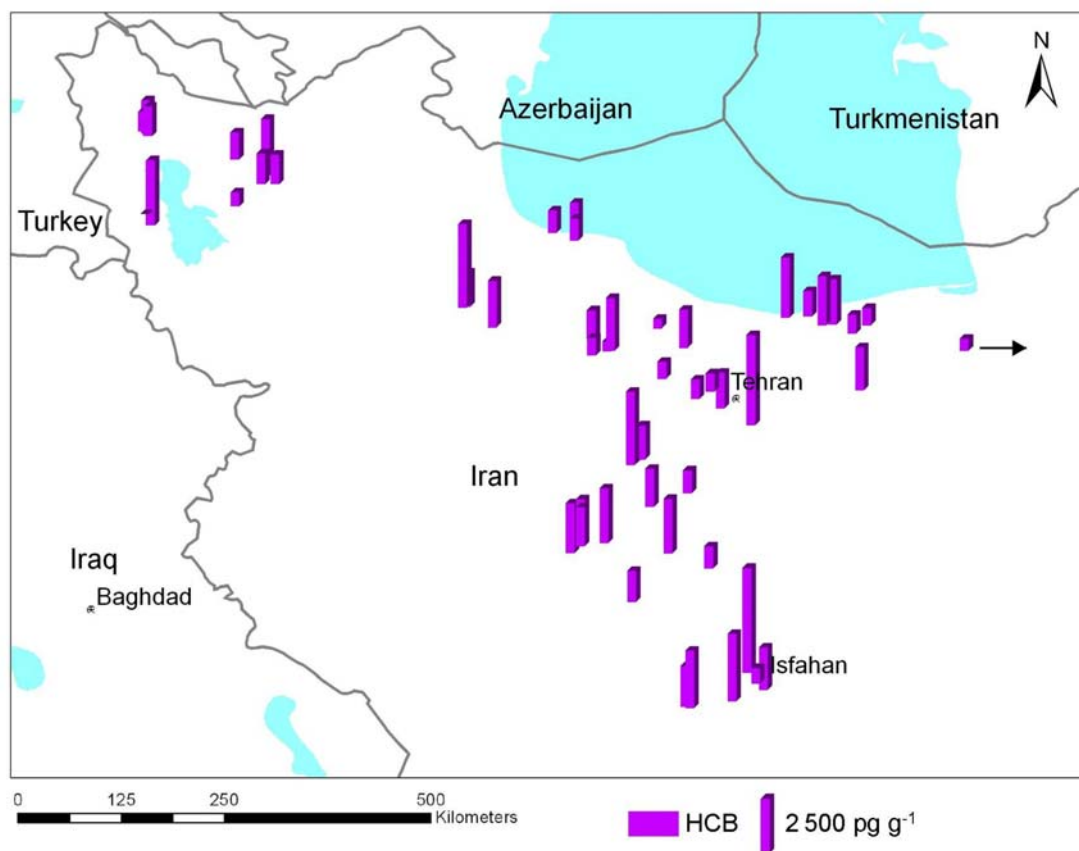 N
Azerbaijan
Turkmenistan
Turkey
Tehran
Iran
Iraq
Baghdad
Isfahan
0 125 250 500
Kilometers
HCB 2 500 pg g⁻¹